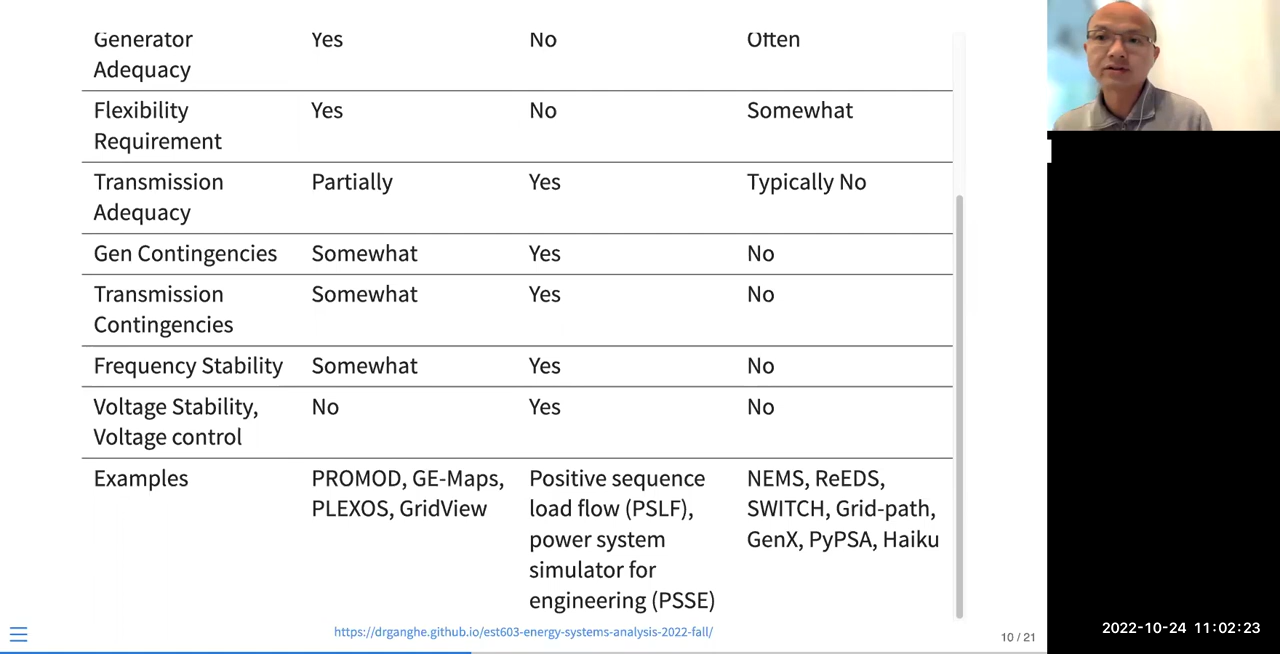 Generator Yes No Often
Adequacy
Flexibility Yes No Somewhat
Requirement
Transmission Partially Yes Typically No
Adequacy
Gen Contingencies Somewhat Yes No
Transmission Somewhat Yes No
Contingencies
Frequency Stability Somewhat Yes No
Voltage Stability, No Yes No
Voltage control
Examples PROMOD, GE-Maps, Positive sequence NEMS, ReEDS,
PLEXOS, GridView load flow (PSLF), SWITCH, Grid-path,
power system GenX, PyPSA, Haiku
simulator for
engineering (PSSE)
https://drganghe.github.io/est603-energy-systems-analysis-2022-fall/
10 / 21
2022-10-24 11:02:23